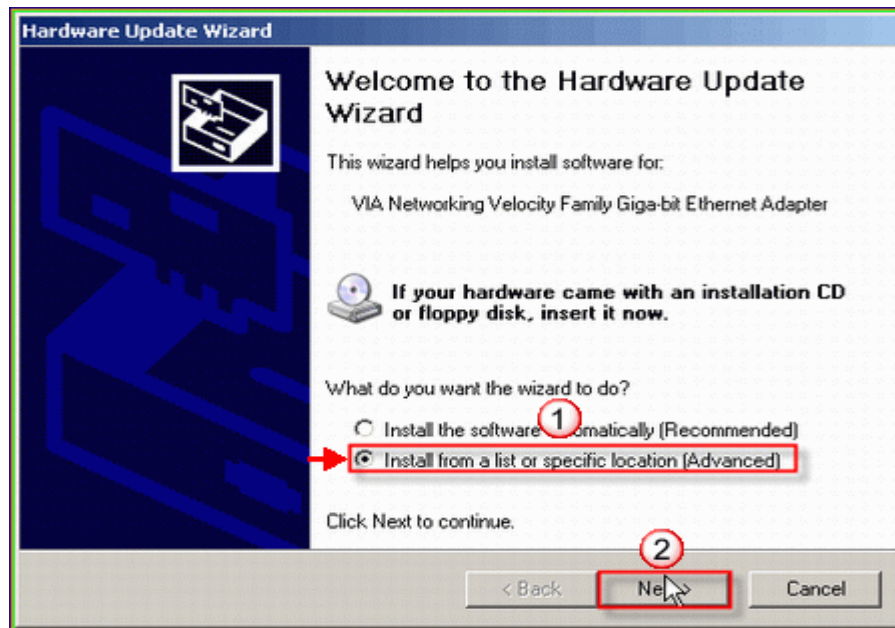 Hardware Update Wizard
Welcome to the Hardware Update
Wizard
This wizard helps you install software for:
VIA Networking Velocity Family Giga-bit Ethernet Adapter
If your hardware came with an installation CD
or floppy disk, insert it now.
What do you want the wizard to do?
1
Install the software omatically (Recommended)
Install from a list or specific location (Advanced)
Click Next to continue.
2
< Back
Ne >
Cancel